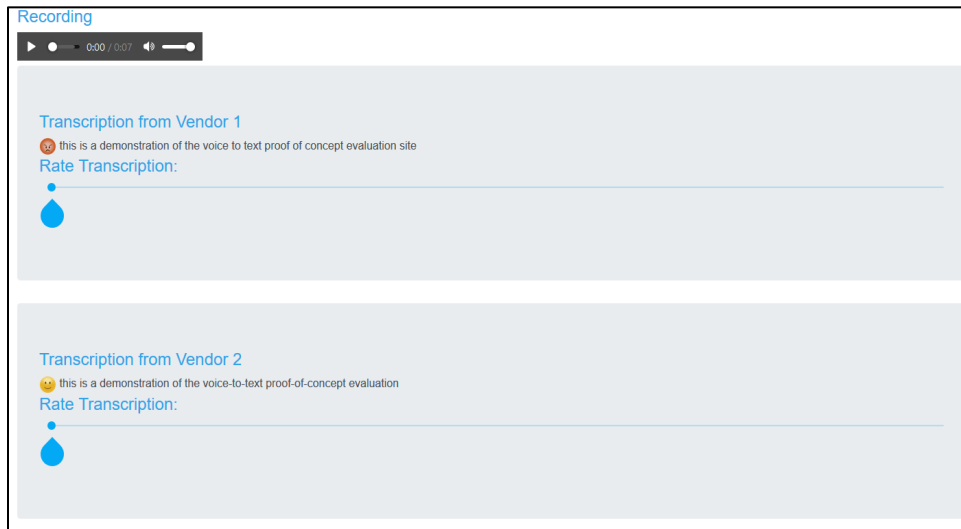 Recording
0:00 / 0:07
Transcription from Vendor 1
this is a demonstration of the voice to text proof of concept evaluation site
Rate Transcription:
Transcription from Vendor 2
this is a demonstration of the voice-to-text proof-of-concept evaluation
Rate Transcription: